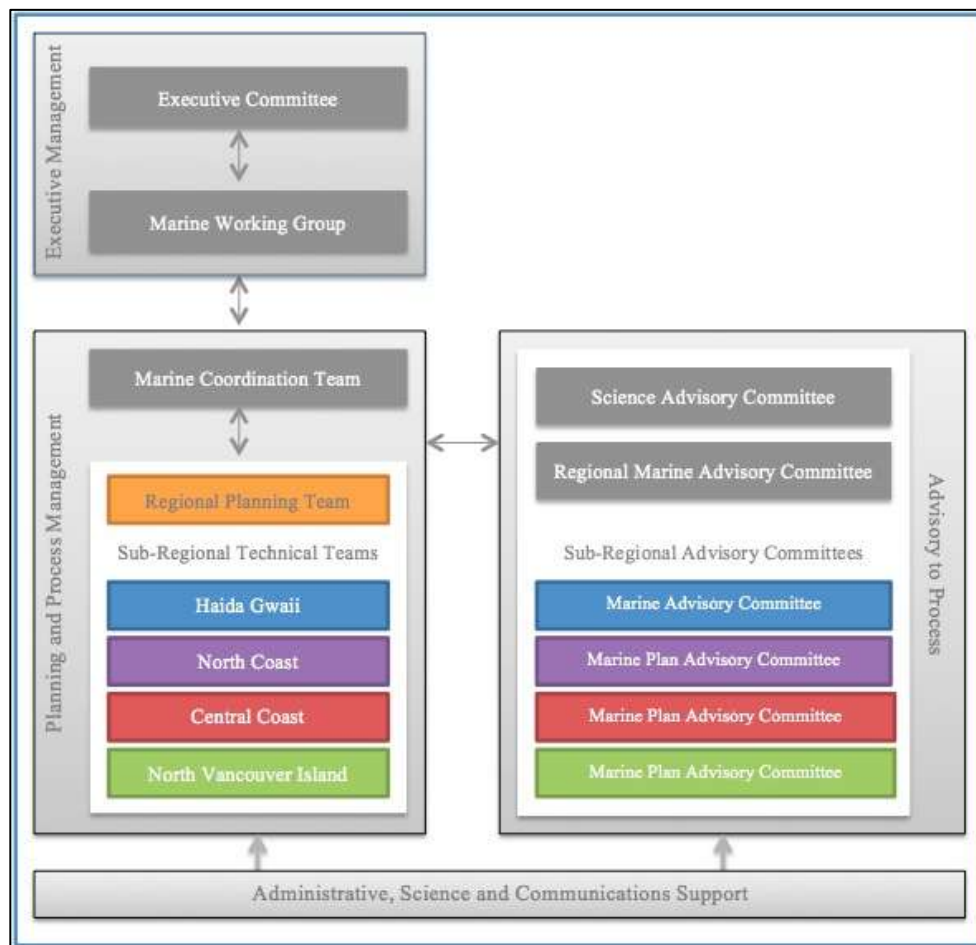 Executive Management
Executive Committee
Marine Working Group
Planning and Process Management
Marine Coordination Team
Regional Planning Team
Sub-Regional Technical Teams
Haida Gwaii
North Coast
Central Coast
North Vancouver Island
Science Advisory Committee
Regional Marine Advisory Committee
Sub-Regional Advisory Committees
Marine Advisory Committee
Marine Plan Advisory Committee
Marine Plan Advisory Committee
Marine Plan Advisory Committee
Advisory to Process
Administrative, Science and Communications Support